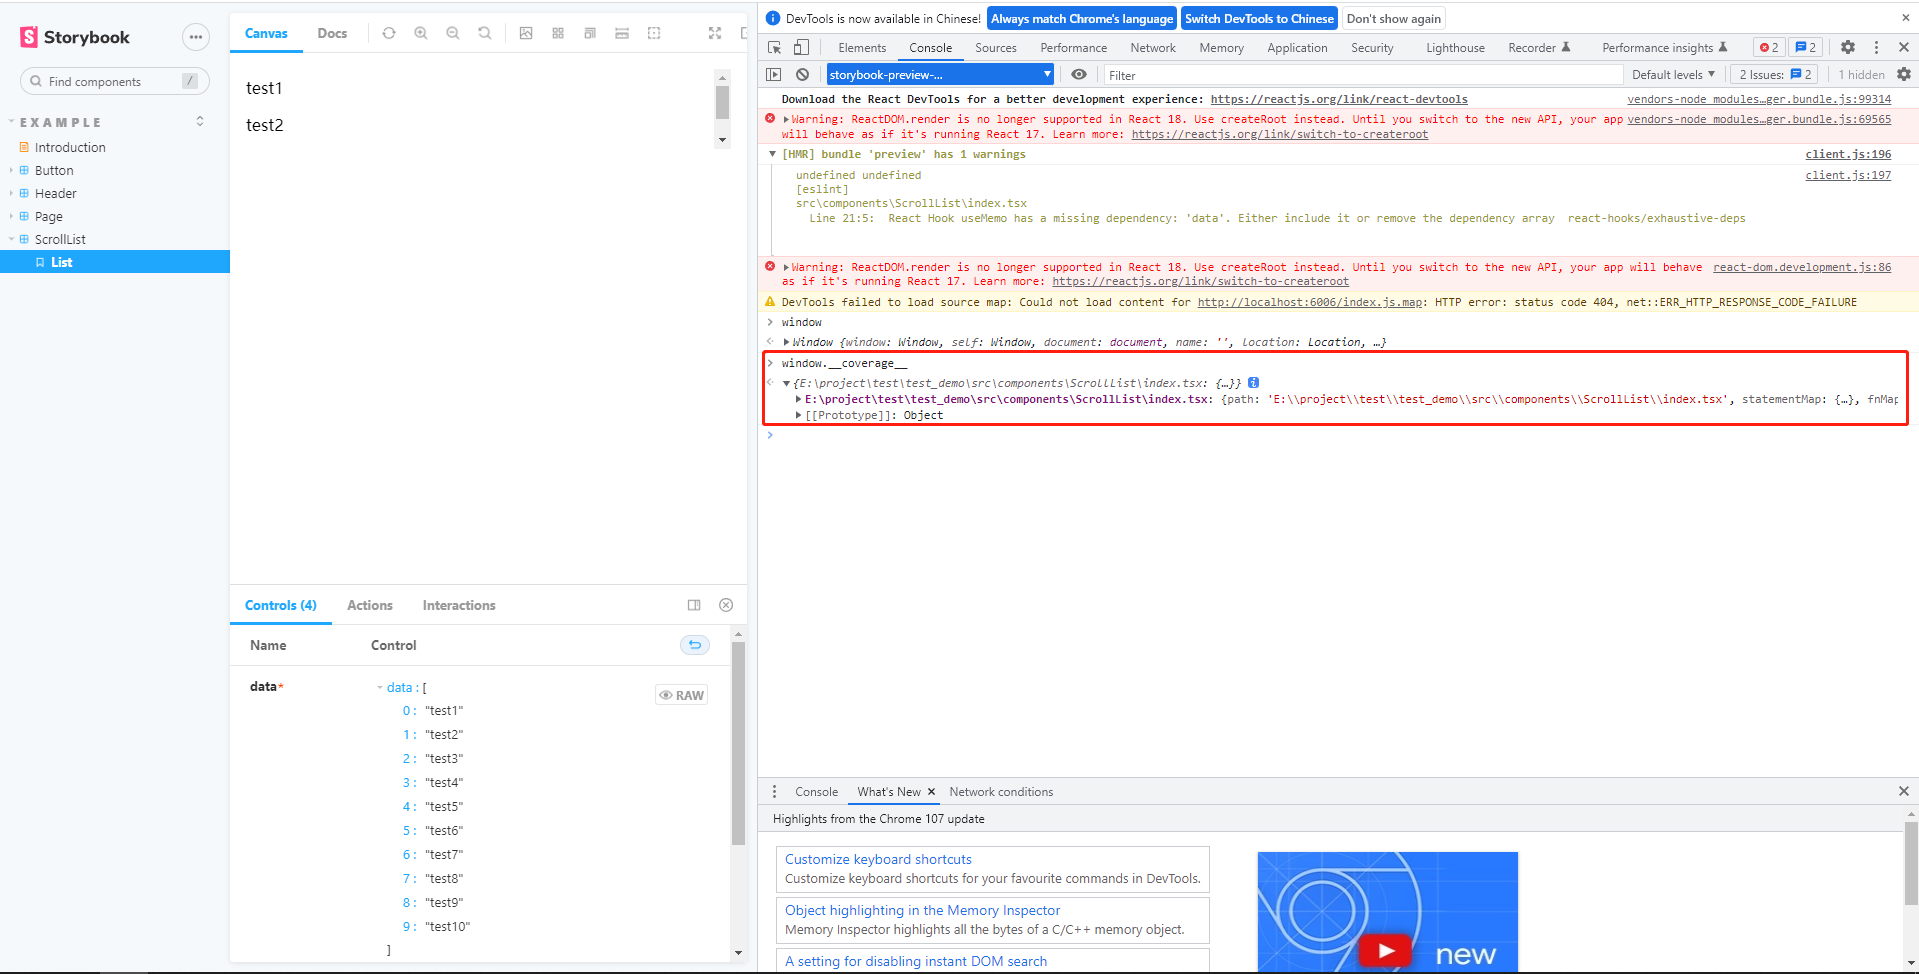 Storybook
Find components
/
EXAMPLE
Introduction
Button
Header
Page
ScrollList
List
Canvas
Docs
test1
test2
Controls (4)
Actions
Interactions
Name
Control
data*
data : [
RAW
0 : "test1"
1 : "test2"
2 : "test3"
3 : "test4"
4 : "test5"
5 : "test6"
6 : "test7"
7 : "test8"
8 : "test9"
9 : "test10"
]
DevTools is now available in Chinese!
Always match Chrome's language
Switch DevTools to Chinese
Don't show again
Elements
Console
Sources
Performance
Network
Memory
Application
Security
Lighthouse
Recorder
Performance insights
2
2
storybook-preview-...
Filter
Default levels
2 Issues:
2
1 hidden
Download the React DevTools for a better development experience: https://reactjs.org/link/react-devtools
vendors-node_modules…ger.bundle.js:99314
Warning: ReactDOM.render is no longer supported in React 18. Use createRoot instead. Until you switch to the new API, your app
vendors-node_modules…ger.bundle.js:69565
will behave as if it's running React 17. Learn more: https://reactjs.org/link/switch-to-createroot
[HMR] bundle 'preview' has 1 warnings
client.js:196
undefined undefined
client.js:197
[eslint]
src\components\ScrollList\index.tsx
Line 21:5: React Hook useMemo has a missing dependency: 'data'. Either include it or remove the dependency array react-hooks/exhaustive-deps
Warning: ReactDOM.render is no longer supported in React 18. Use createRoot instead. Until you switch to the new API, your app will behave
react-dom.development.js:86
as if it's running React 17. Learn more: https://reactjs.org/link/switch-to-createroot
DevTools failed to load source map: Could not load content for http://localhost:6006/index.js.map: HTTP error: status code 404, net::ERR_HTTP_RESPONSE_CODE_FAILURE
window
Window {window: Window, self: Window, document: document, name: '', location: Location, …}
window.__coverage__
{E:\project\test\test_demo\src\components\ScrollList\index.tsx: {…}}
E:\project\test\test_demo\src\components\ScrollList\index.tsx: {path: 'E:\\project\\test\\test_demo\\src\\components\\ScrollList\\index.tsx', statementMap: {…}, fnMap
[[Prototype]]: Object
Console
What's New
Network conditions
Highlights from the Chrome 107 update
Customize keyboard shortcuts
Customize keyboard shortcuts for your favourite commands in DevTools.
Object highlighting in the Memory Inspector
Memory Inspector highlights all the bytes of a C/C++ memory object.
A setting for disabling instant DOM search
new